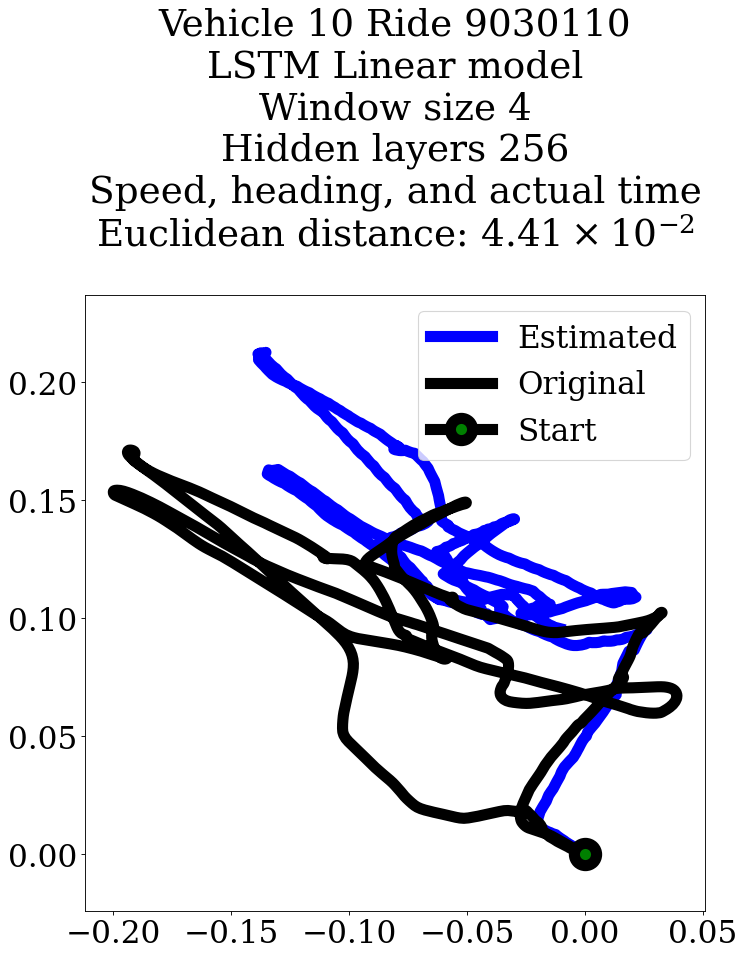 Vehicle 10 Ride 9030110
LSTM Linear model
Window size 4
Hidden layers 256
Speed, heading, and actual time
Euclidean distance: 4.41 × 10⁻²
Estimated
Original
Start
0.20
0.15
0.10
0.05
0.00
−0.20 −0.15 −0.10 −0.05 0.00 0.05